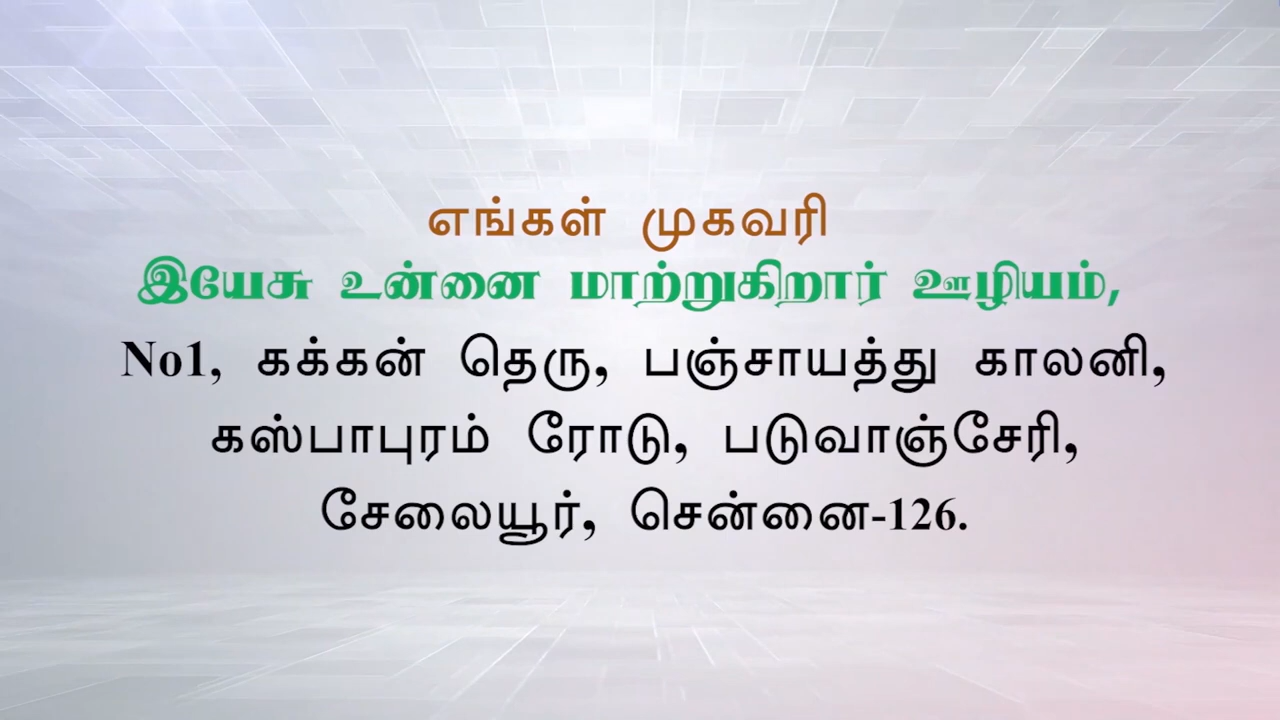 எங்கள் முகவரி
இயேசு உன்னை மாற்றுகிறார் ஊழியம்,
No1, கக்கன் தெரு, பஞ்சாயத்து காலனி,
கஸ்பாபுரம் ரோடு, படுவாஞ்சேரி,
சேலையூர், சென்னை-126.